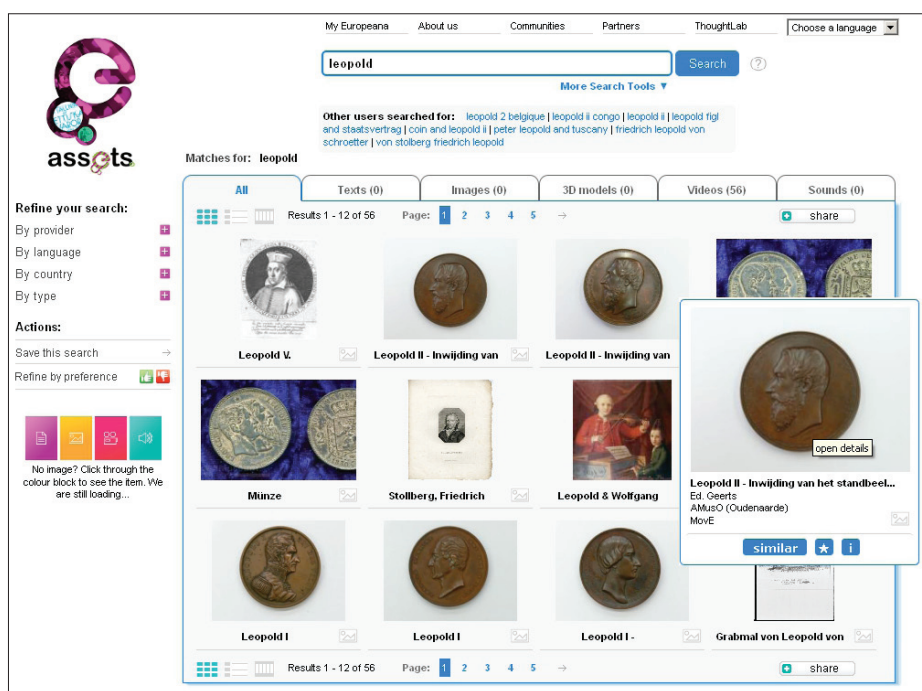 My Europeana About us Communities Partners ThoughtLab Choose a language
leopold Search ?
More Search Tools ▼
Other users searched for: leopold 2 belgique | leopold ii congo | leopold ii | leopold figl
and staatsvertrag | coin and leopold ii | peter leopold and tuscany | friedrich leopold von
schroetter | von stolberg friedrich leopold
assets
Matches for: leopold
All Texts (0) Images (0) 3D models (0) Videos (56) Sounds (0)
Results 1 - 12 of 56 Page: 1 2 3 4 5 → share
Refine your search:
By provider
By language
By country
By type
Actions:
Save this search →
Refine by preference
No image? Click through the
colour block to see the item. We
are still loading...
Leopold V. Leopold II - Inwijding van Leopold II - Inwijding van
open details
Leopold II - Inwijding van het standbeel...
Ed. Geerts
AMusO (Oudenaarde)
MovE
similar i
Münze Stollberg, Friedrich Leopold & Wolfgang
Leopold I Leopold I Leopold I - Grabmal von Leopold von
Results 1 - 12 of 56 Page: 1 2 3 4 5 → share